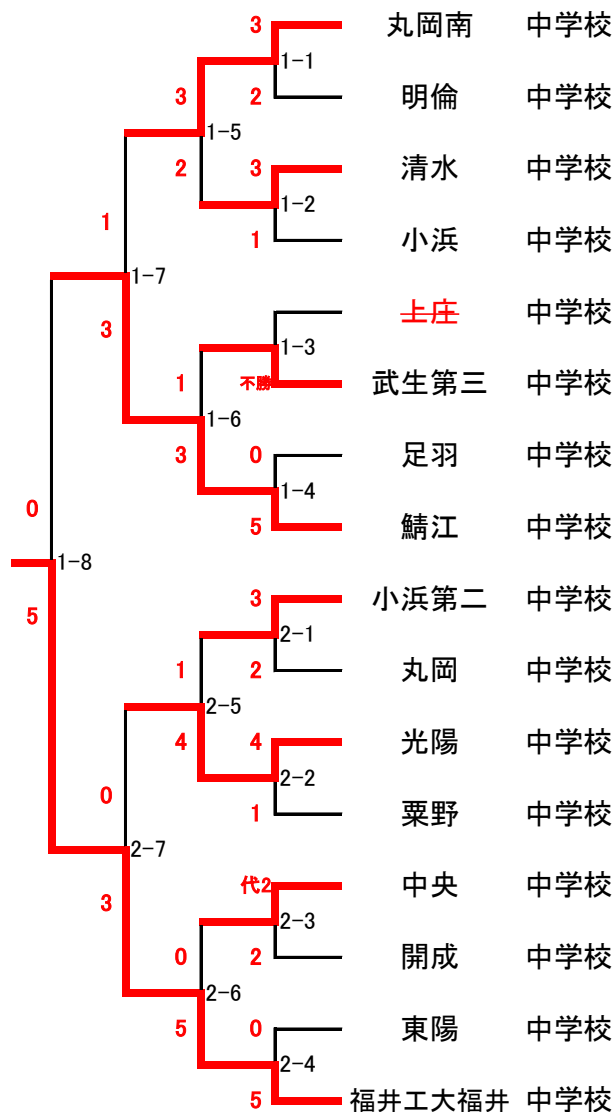 3 丸岡南 中学校
1-1
3 2 明倫 中学校
1-5
2 3 清水 中学校
1-2
1 1 小浜 中学校
1-7
3 上庄 中学校
1-3
1 不勝 武生第三 中学校
1-6
3 0 足羽 中学校
1-4
0 5 鯖江 中学校
1-8
5 3 小浜第二 中学校
2-1
1 2 丸岡 中学校
2-5
4 4 光陽 中学校
2-2
0 1 粟野 中学校
2-7
3 代2 中央 中学校
2-3
0 2 開成 中学校
2-6
5 0 東陽 中学校
2-4
5 福井工大福井 中学校